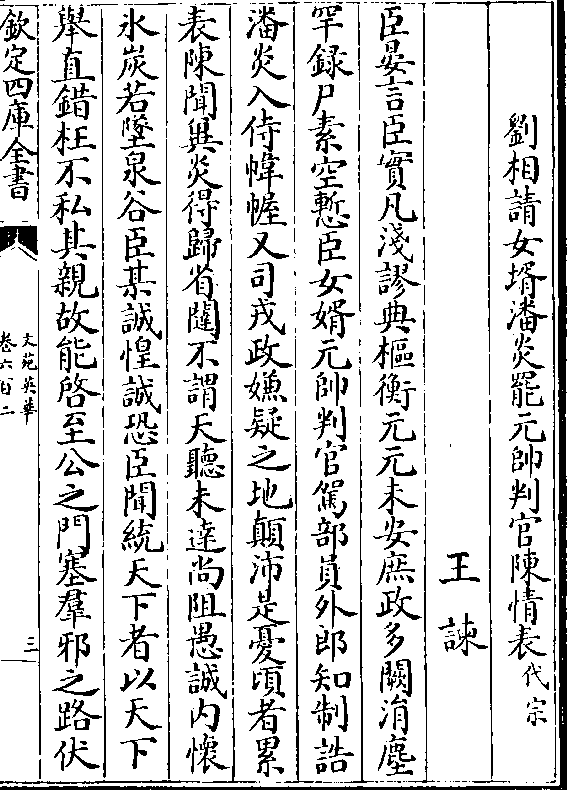 劉相請女壻潘炎罷元帥判官陳情表代宗
王諫
臣晏言臣實凡淺謬典樞衡元元未安庶政多闕涓塵
罕録尸素空慙臣女婿元帥判官駕部員外郎知制誥
潘炎入侍幃幄又司戎政嫌疑之地顛沛是憂頃者累
表陳聞兾炎得歸省闥不謂天聽未達尚阻愚誠内懷
氷炭若墜泉谷臣某誠惶誠恐臣聞統天下者以天下
舉直錯枉不私其親故能啓至公之門塞羣邪之路伏
欽定四庫全書
文苑英華
卷六百二
三